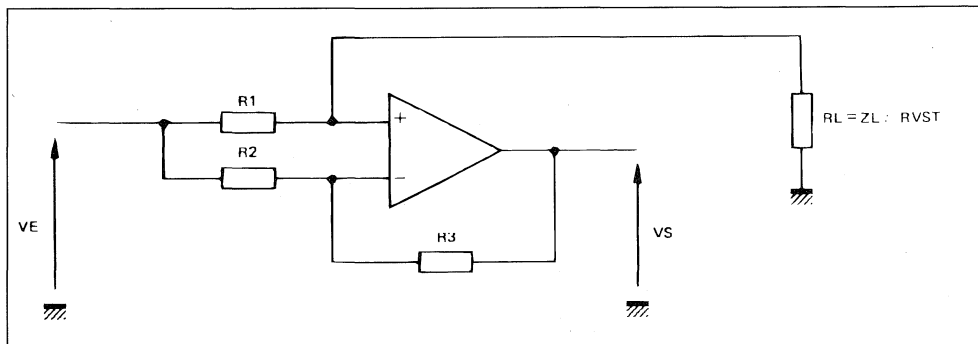 R1
+
RL = ZL : RVST
R2
−
VE
R3
VS